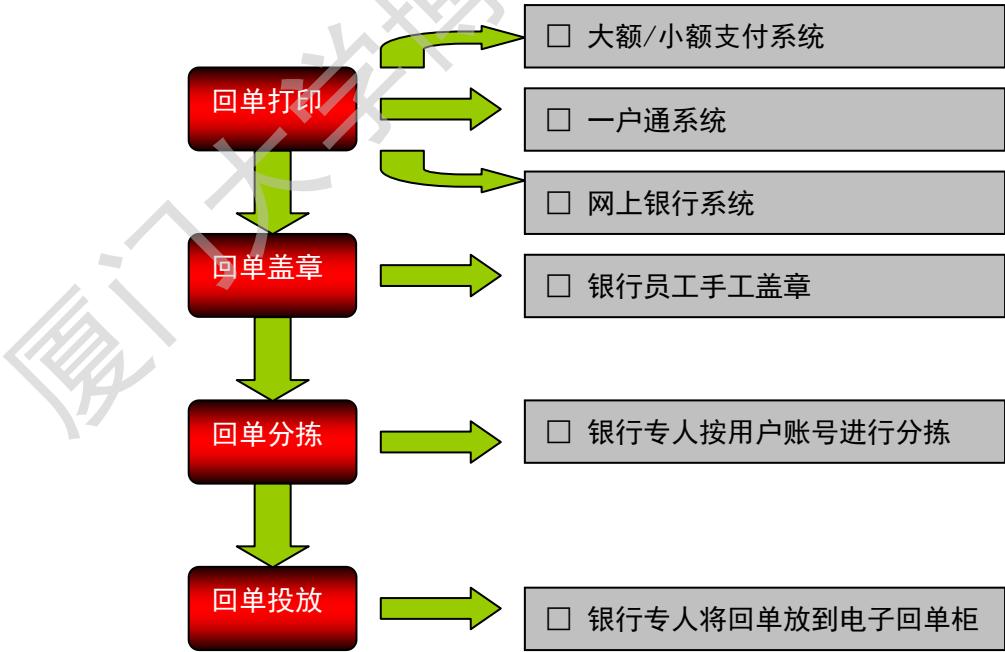 □ 大额/小额支付系统
回单打印
□ 一户通系统
□ 网上银行系统
回单盖章
□ 银行员工手工盖章
回单分拣
□ 银行专人按用户账号进行分拣
回单投放
□ 银行专人将回单放到电子回单柜
厦门大学博